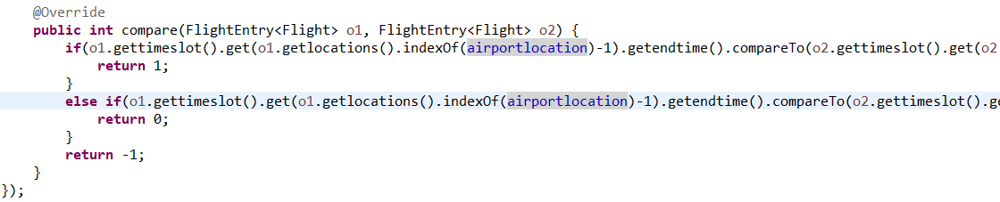 @Override
public int compare(FlightEntry<Flight> o1, FlightEntry<Flight> o2) {
if(o1.gettimeslot().get(o1.getlocations().indexOf(airportlocation)-1).getendtime().compareTo(o2.gettimeslot().get(o2
return 1;
}
else if(o1.gettimeslot().get(o1.getlocations().indexOf(airportlocation)-1).getendtime().compareTo(o2.gettimeslot().ge
return 0;
}
return -1;
}
});